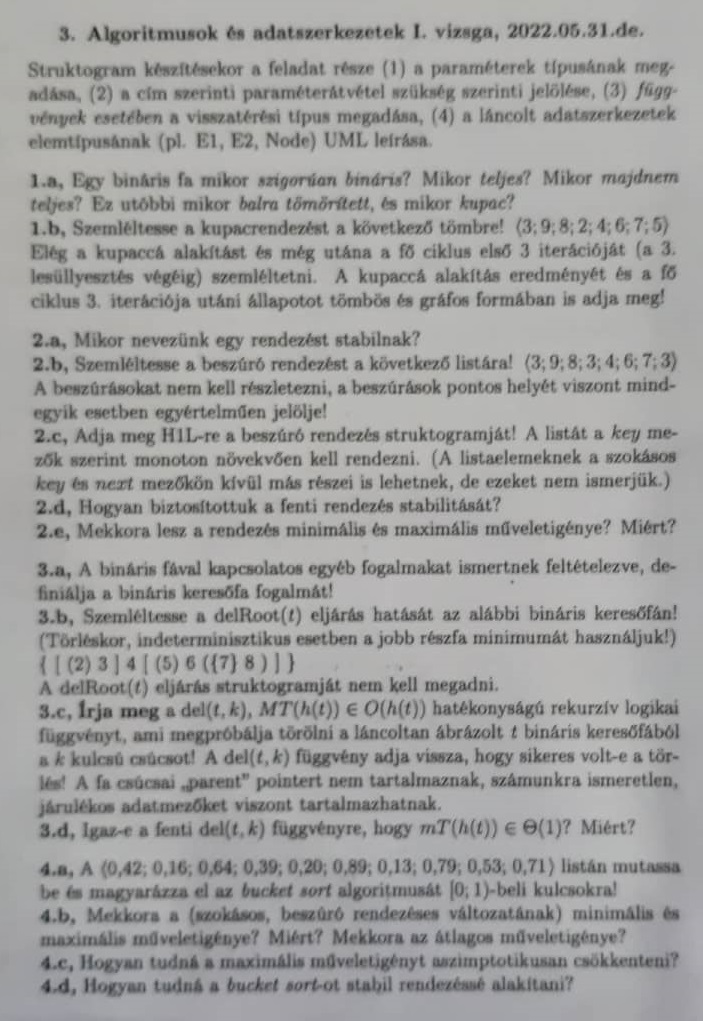 3. Algoritmusok és adatszerkezetek I. vizsga, 2022.05.31.de.
Struktogram készítésekor a feladat része (1) a paraméterek típusának meg-
adása, (2) a cím szerinti paraméterátvétel szükség szerinti jelölése, (3) függ-
vények esetében a visszatérési típus megadása, (4) a láncolt adatszerkezetek
elemtípusának (pl. E1, E2, Node) UML leírása.
1.a, Egy bináris fa mikor szigorúan bináris? Mikor teljes? Mikor majdnem
teljes? Ez utóbbi mikor balra tömörített, és mikor kupac?
1.b, Szemléltesse a kupacrendezést a következő tömbre! ⟨3; 9; 8; 2; 4; 6; 7; 5⟩
Elég a kupaccá alakítást és még utána a fő ciklus első 3 iterációját (a 3.
lesüllyesztés végéig) szemléltetni. A kupaccá alakítás eredményét és a fő
ciklus 3. iterációja utáni állapotot tömbös és gráfos formában is adja meg!
2.a, Mikor nevezünk egy rendezést stabilnak?
2.b, Szemléltesse a beszúró rendezést a következő listára! ⟨3; 9; 8; 3; 4; 6; 7; 3⟩
A beszúrásokat nem kell részletezni, a beszúrások pontos helyét viszont mind-
egyik esetben egyértelműen jelölje!
2.c, Adja meg H1L-re a beszúró rendezés struktogramját! A listát a key me-
zők szerint monoton növekvően kell rendezni. (A listaelemeknek a szokásos
key és next mezőkön kívül más részei is lehetnek, de ezeket nem ismerjük.)
2.d, Hogyan biztosítottuk a fenti rendezés stabilitását?
2.e, Mekkora lesz a rendezés minimális és maximális műveletigénye? Miért?
3.a, A bináris fával kapcsolatos egyéb fogalmakat ismertnek feltételezve, de-
finiálja a bináris keresőfa fogalmát!
3.b, Szemléltesse a delRoot(t) eljárás hatását az alábbi bináris keresőfán!
(Törléskor, indeterminisztikus esetben a jobb részfa minimumát használjuk!)
{ [ (2) 3 ] 4 [ (5) 6 ({7} 8 ) ] }
A delRoot(t) eljárás struktogramját nem kell megadni.
3.c, Írja meg a del(t, k), MT(h(t)) ∈ O(h(t)) hatékonyságú rekurzív logikai
függvényt, ami megpróbálja törölni a láncoltan ábrázolt t bináris keresőfából
a k kulcsú csúcsot! A del(t, k) függvény adja vissza, hogy sikeres volt-e a tör-
lés! A fa csúcsai „parent” pointert nem tartalmaznak, számunkra ismeretlen,
járulékos adatmezőket viszont tartalmazhatnak.
3.d, Igaz-e a fenti del(t, k) függvényre, hogy mT(h(t)) ∈ Θ(1)? Miért?
4.a, A ⟨0,42; 0,16; 0,64; 0,39; 0,20; 0,89; 0,13; 0,79; 0,53; 0,71⟩ listán mutassa
be és magyarázza el az bucket sort algoritmusát [0; 1)-beli kulcsokra!
4.b, Mekkora a (szokásos, beszúró rendezéses változatának) minimális és
maximális műveletigénye? Miért? Mekkora az átlagos műveletigénye?
4.c, Hogyan tudná a maximális műveletigényt aszimptotikusan csökkenteni?
4.d, Hogyan tudná a bucket sort-ot stabil rendezéssé alakítani?